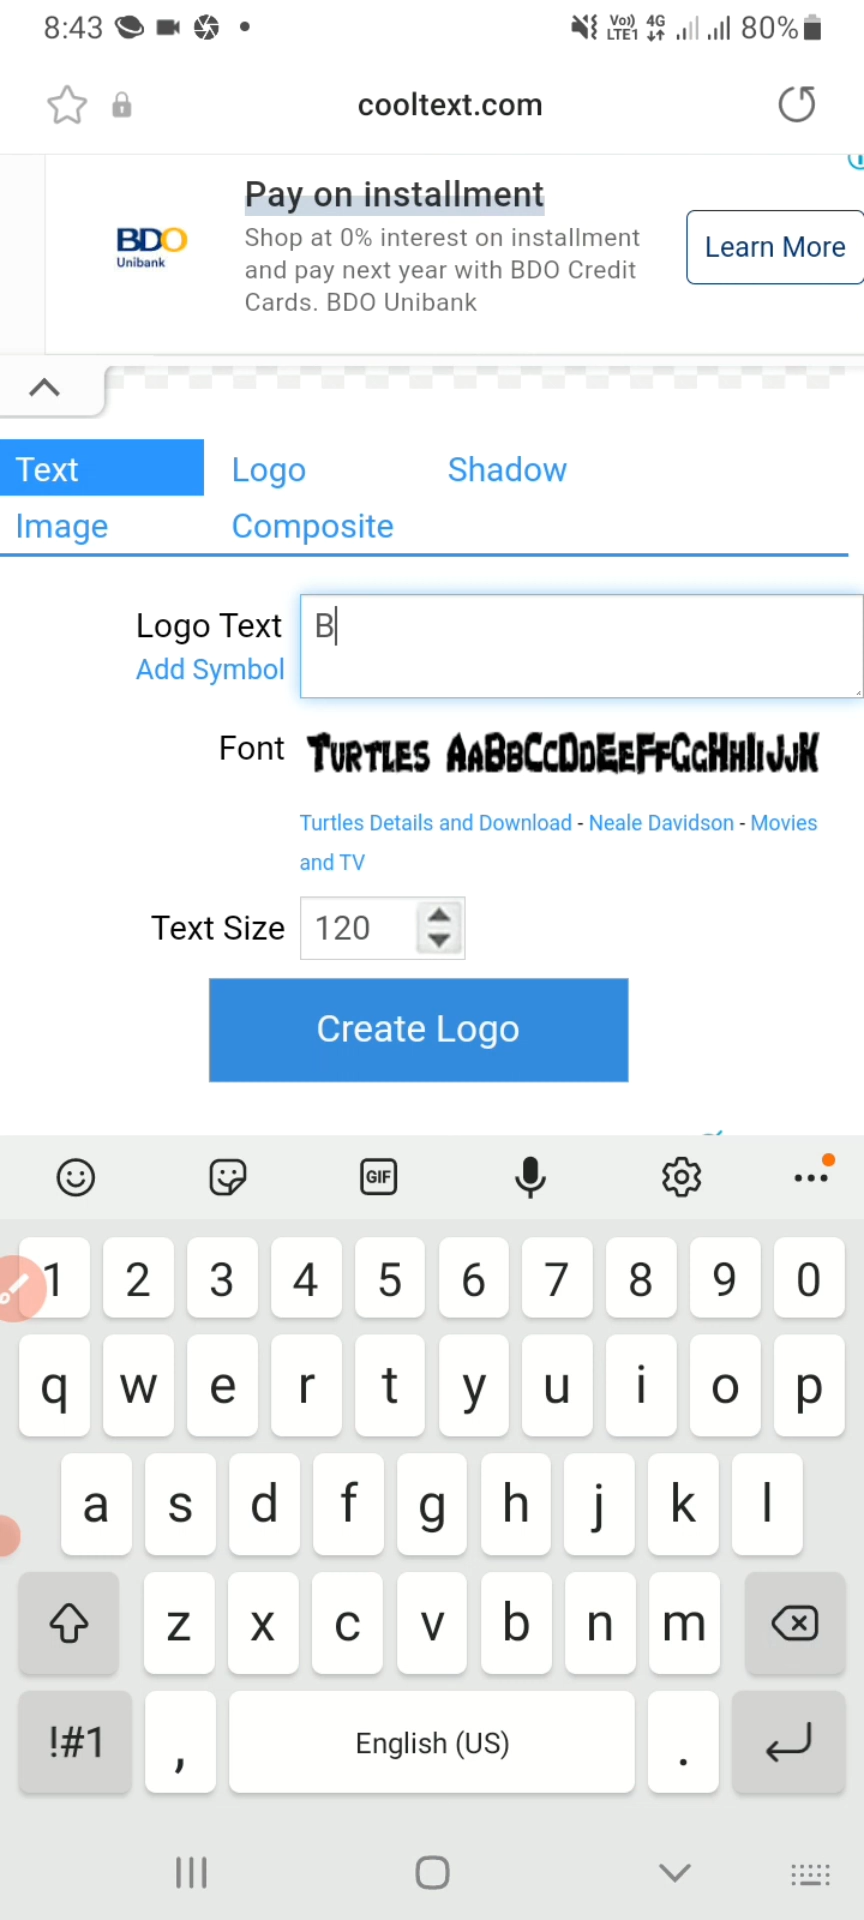 8:43 Vo)) LTE1 4G 80%
cooltext.com
Pay on installment
BDO Unibank
Shop at 0% interest on installment
and pay next year with BDO Credit
Cards. BDO Unibank
Learn More
Text Logo Shadow
Image Composite
Logo Text B
Add Symbol
Font TURTLES AABBCCDDEEFFGGHHIIJJK
Turtles Details and Download - Neale Davidson - Movies
and TV
Text Size 120
Create Logo
GIF
1 2 3 4 5 6 7 8 9 0
q w e r t y u i o p
a s d f g h j k l
z x c v b n m
!#1 , English (US) .